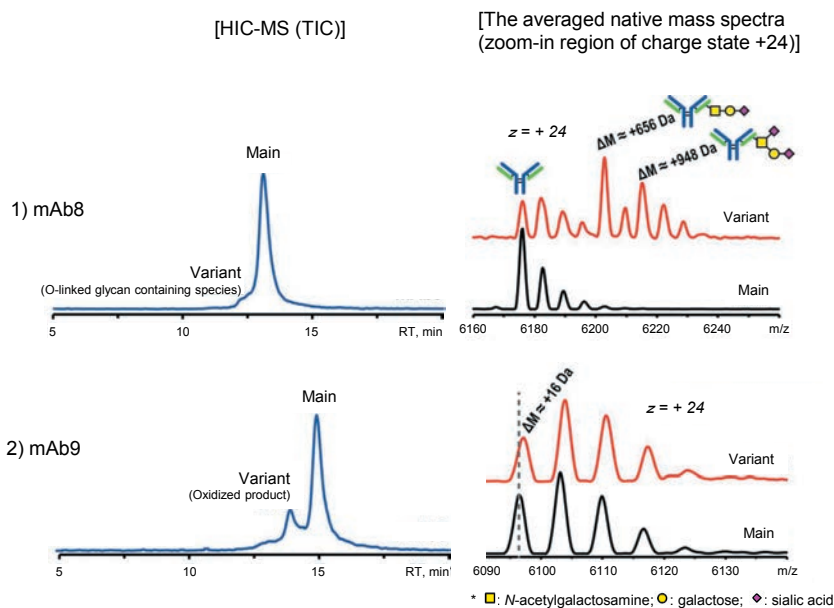 [HIC-MS (TIC)]
[The averaged native mass spectra
(zoom-in region of charge state +24)]
1) mAb8
Main
Variant
(O-linked glycan containing species)
5
10
15
RT, min
z = + 24
ΔM ≈ +656 Da
ΔM ≈ +948 Da
Variant
Main
6160
6180
6200
6220
6240
m/z
2) mAb9
Main
Variant
(Oxidized product)
5
10
15
RT, min
ΔM ≈ +16 Da
z = + 24
Variant
Main
6090
6100
6110
6120
6130
m/z
* : N-acetylgalactosamine; : galactose; : sialic acid